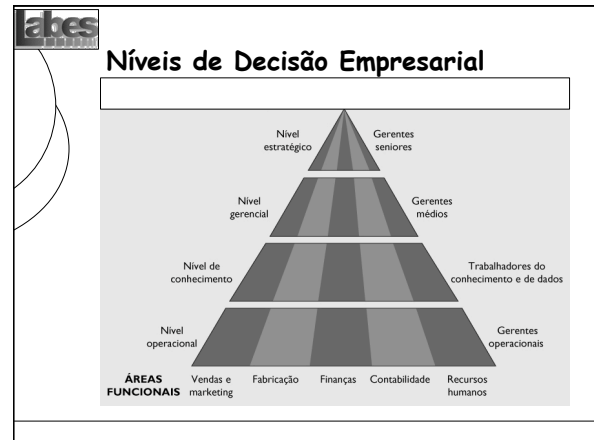 labes
Níveis de Decisão Empresarial
Nível
estratégico
Gerentes
seniores
Nível
gerencial
Gerentes
médios
Nível de
conhecimento
Trabalhadores do
conhecimento e de dados
Nível
operacional
Gerentes
operacionais
ÁREAS
FUNCIONAIS
Vendas e
marketing
Fabricação
Finanças
Contabilidade
Recursos
humanos